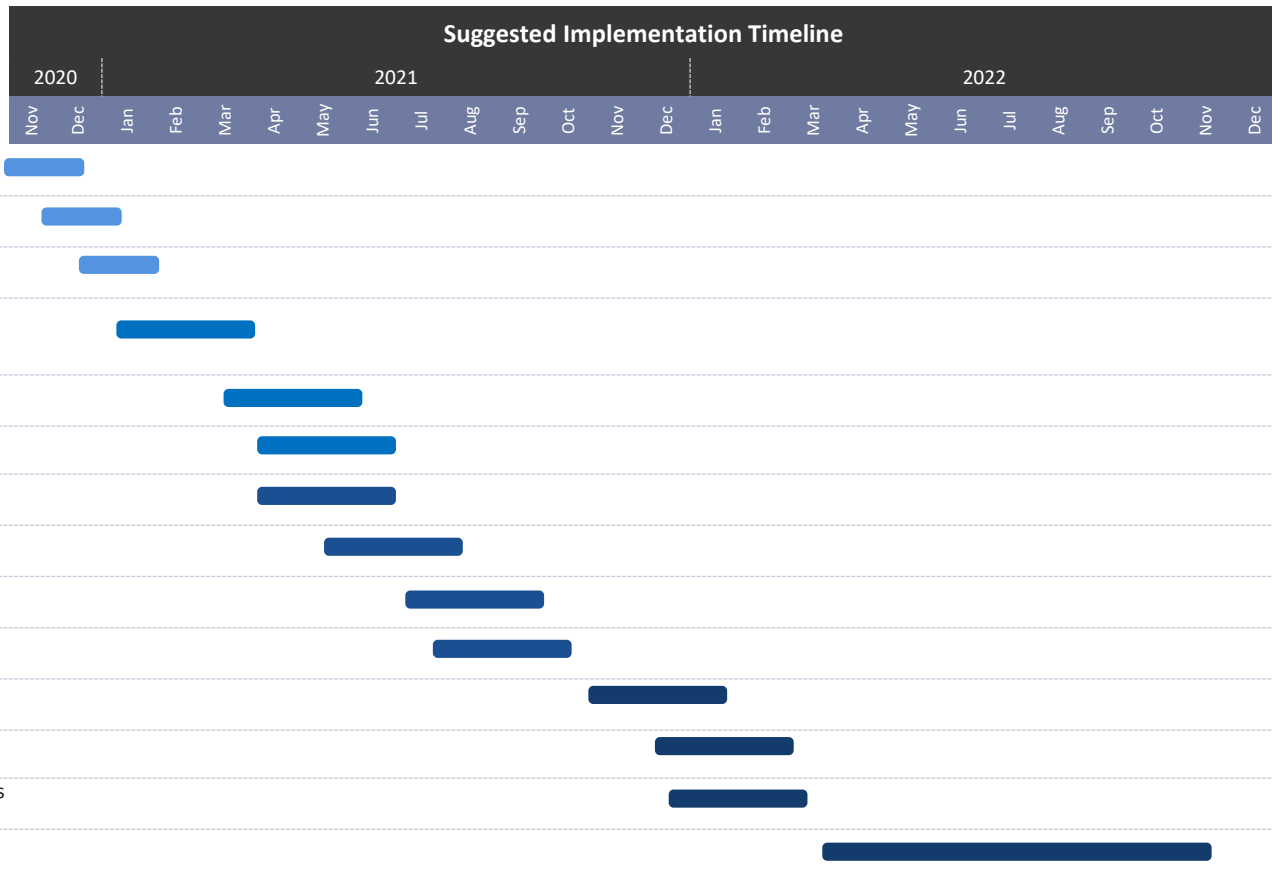 Suggested Implementation Timeline
2020 2021 2022
Nov Dec Jan Feb Mar Apr May Jun Jul Aug Sep Oct Nov Dec Jan Feb Mar Apr May Jun Jul Aug Sep Oct Nov Dec
s